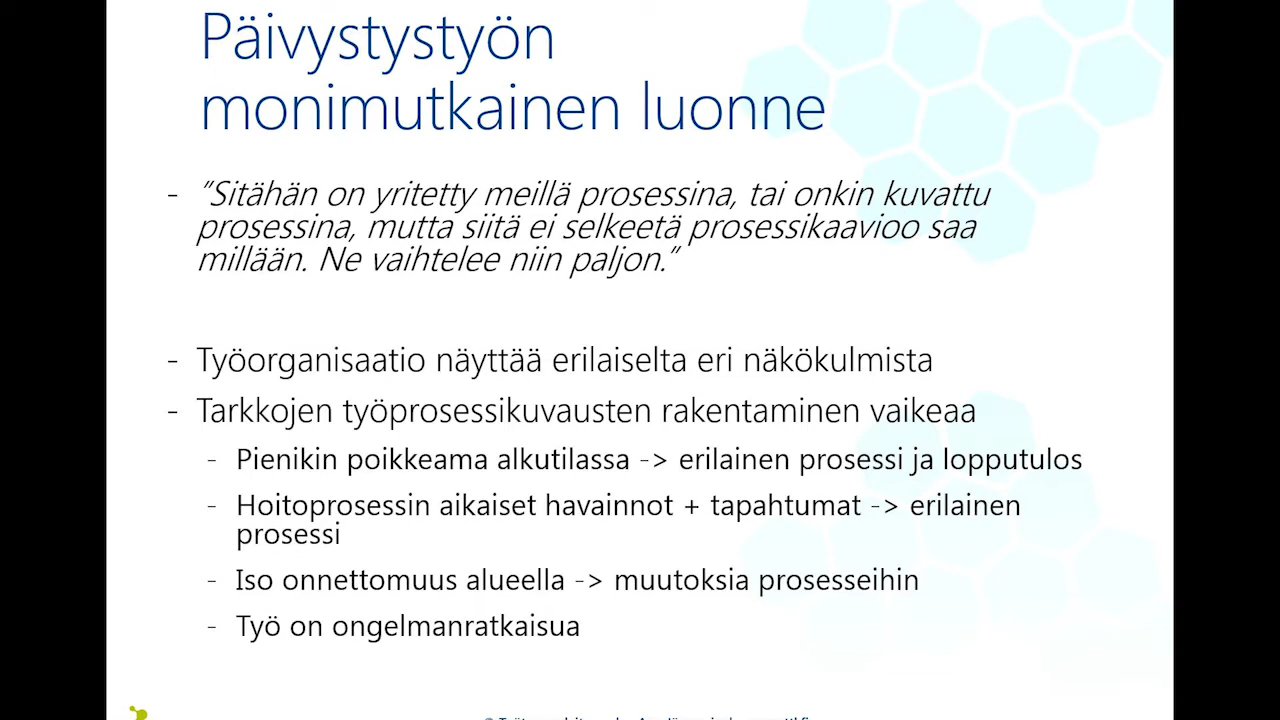 Päivystystyön
monimutkainen luonne
- "Sitähän on yritetty meillä prosessina, tai onkin kuvattu
prosessina, mutta siitä ei selkeetä prosessikaavioo saa
millään. Ne vaihtelee niin paljon."
- Työorganisaatio näyttää erilaiselta eri näkökulmista
- Tarkkojen työprosessikuvausten rakentaminen vaikeaa
- Pienikin poikkeama alkutilassa -> erilainen prosessi ja lopputulos
- Hoitoprosessin aikaiset havainnot + tapahtumat -> erilainen
prosessi
- Iso onnettomuus alueella -> muutoksia prosesseihin
- Työ on ongelmanratkaisua